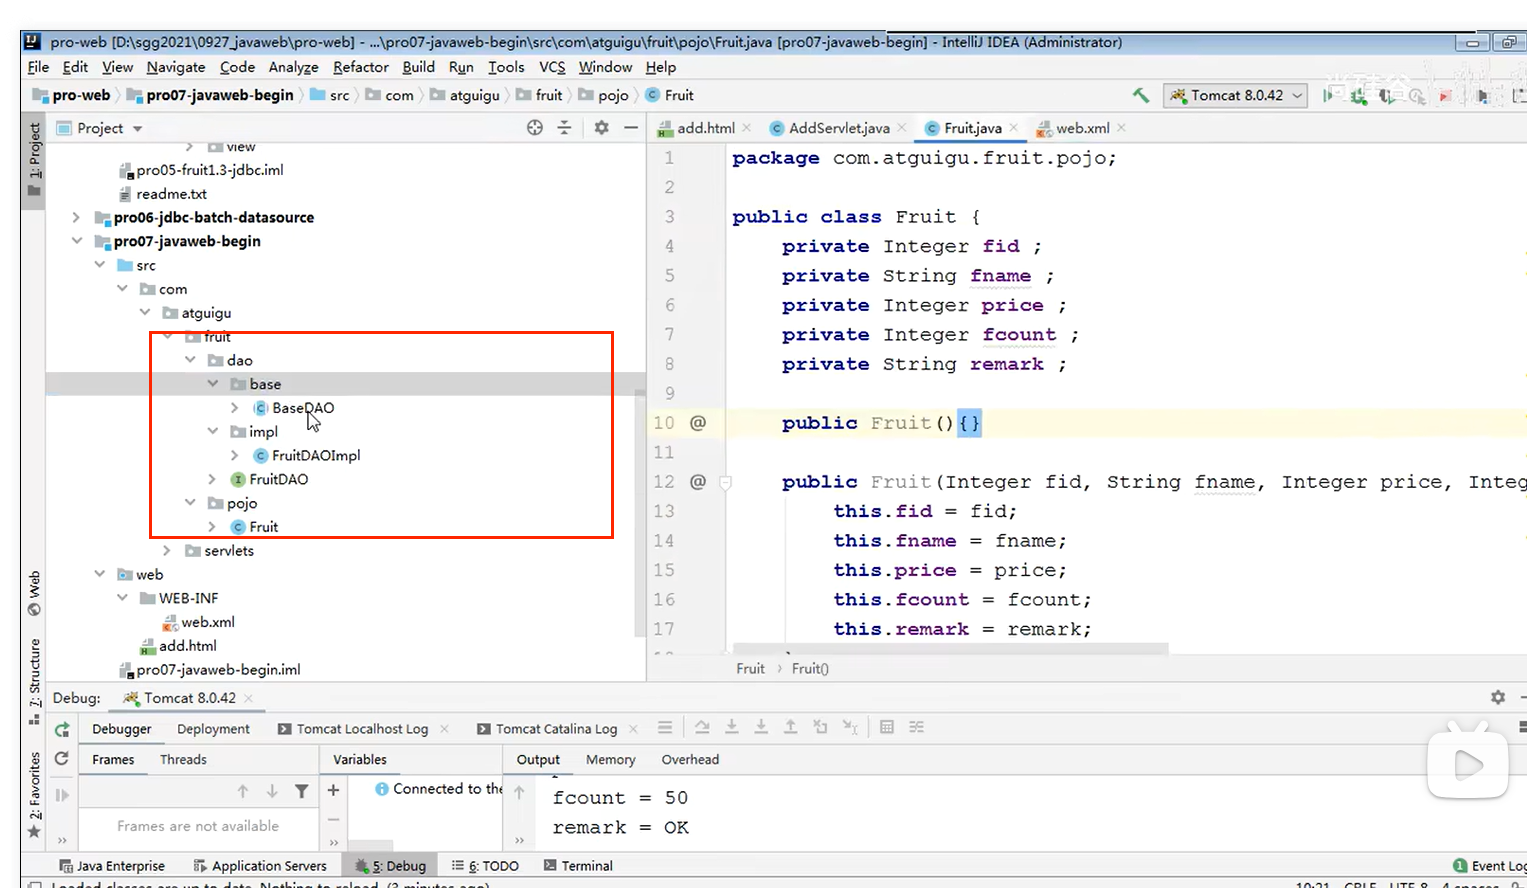 pro-web [D:\sgg2021\0927_javaweb\pro-web] - ...\pro07-javaweb-begin\src\com\atguigu\fruit\pojo\Fruit.java [pro07-javaweb-begin] - IntelliJ IDEA (Administrator)
File Edit View Navigate Code Analyze Refactor Build Run Tools VCS Window Help
pro-web pro07-javaweb-begin src com atguigu fruit pojo Fruit Tomcat 8.0.42
尚硅谷
1: Project
Project
view
pro05-fruit1.3-jdbc.iml
readme.txt
pro06-jdbc-batch-datasource
pro07-javaweb-begin
src
com
atguigu
fruit
dao
base
BaseDAO
impl
FruitDAOImpl
FruitDAO
pojo
Fruit
servlets
web
WEB-INF
web.xml
add.html
pro07-javaweb-begin.iml
Web
7: Structure
2: Favorites
add.html AddServlet.java Fruit.java web.xml
1 package com.atguigu.fruit.pojo;
2
3 public class Fruit {
4 private Integer fid ;
5 private String fname ;
6 private Integer price ;
7 private Integer fcount ;
8 private String remark ;
9
10 @ public Fruit(){}
11
12 @ public Fruit(Integer fid, String fname, Integer price, Integ
13 this.fid = fid;
14 this.fname = fname;
15 this.price = price;
16 this.fcount = fcount;
17 this.remark = remark;
Fruit Fruit()
Debug: Tomcat 8.0.42
Debugger Deployment Tomcat Localhost Log Tomcat Catalina Log
Frames Threads Variables Output Memory Overhead
Frames are not available
Connected to the
fcount = 50
remark = OK
Java Enterprise Application Servers 5: Debug 6: TODO Terminal 1 Event Log
Loaded classes are up to date. Nothing to reload. (3 minutes ago) 10:21 CRLF UTF-8 4 spaces